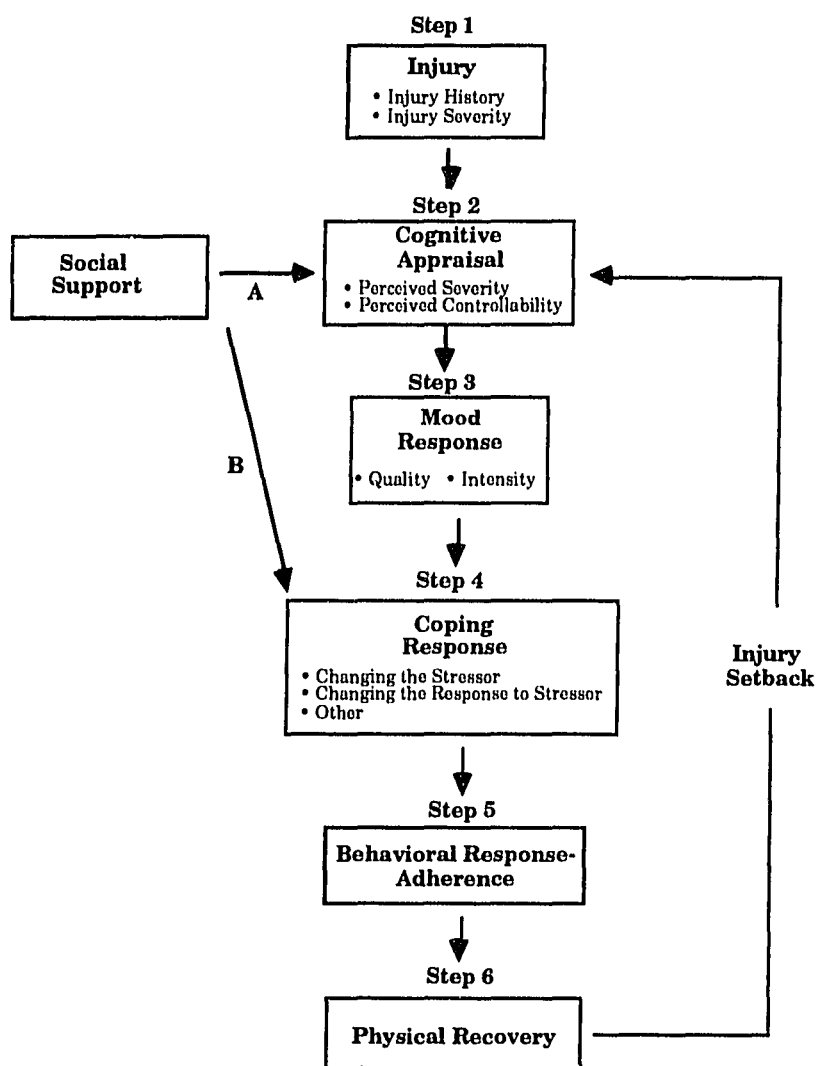 Step 1
Injury
• Injury History
• Injury Severity
Step 2
Social
Support
A
Cognitive
Appraisal
• Perceived Severity
• Perceived Controllability
Step 3
Mood
Response
• Quality • Intensity
B
Step 4
Coping
Response
• Changing the Stressor
• Changing the Response to Stressor
• Other
Injury
Setback
Step 5
Behavioral Response-
Adherence
Step 6
Physical Recovery